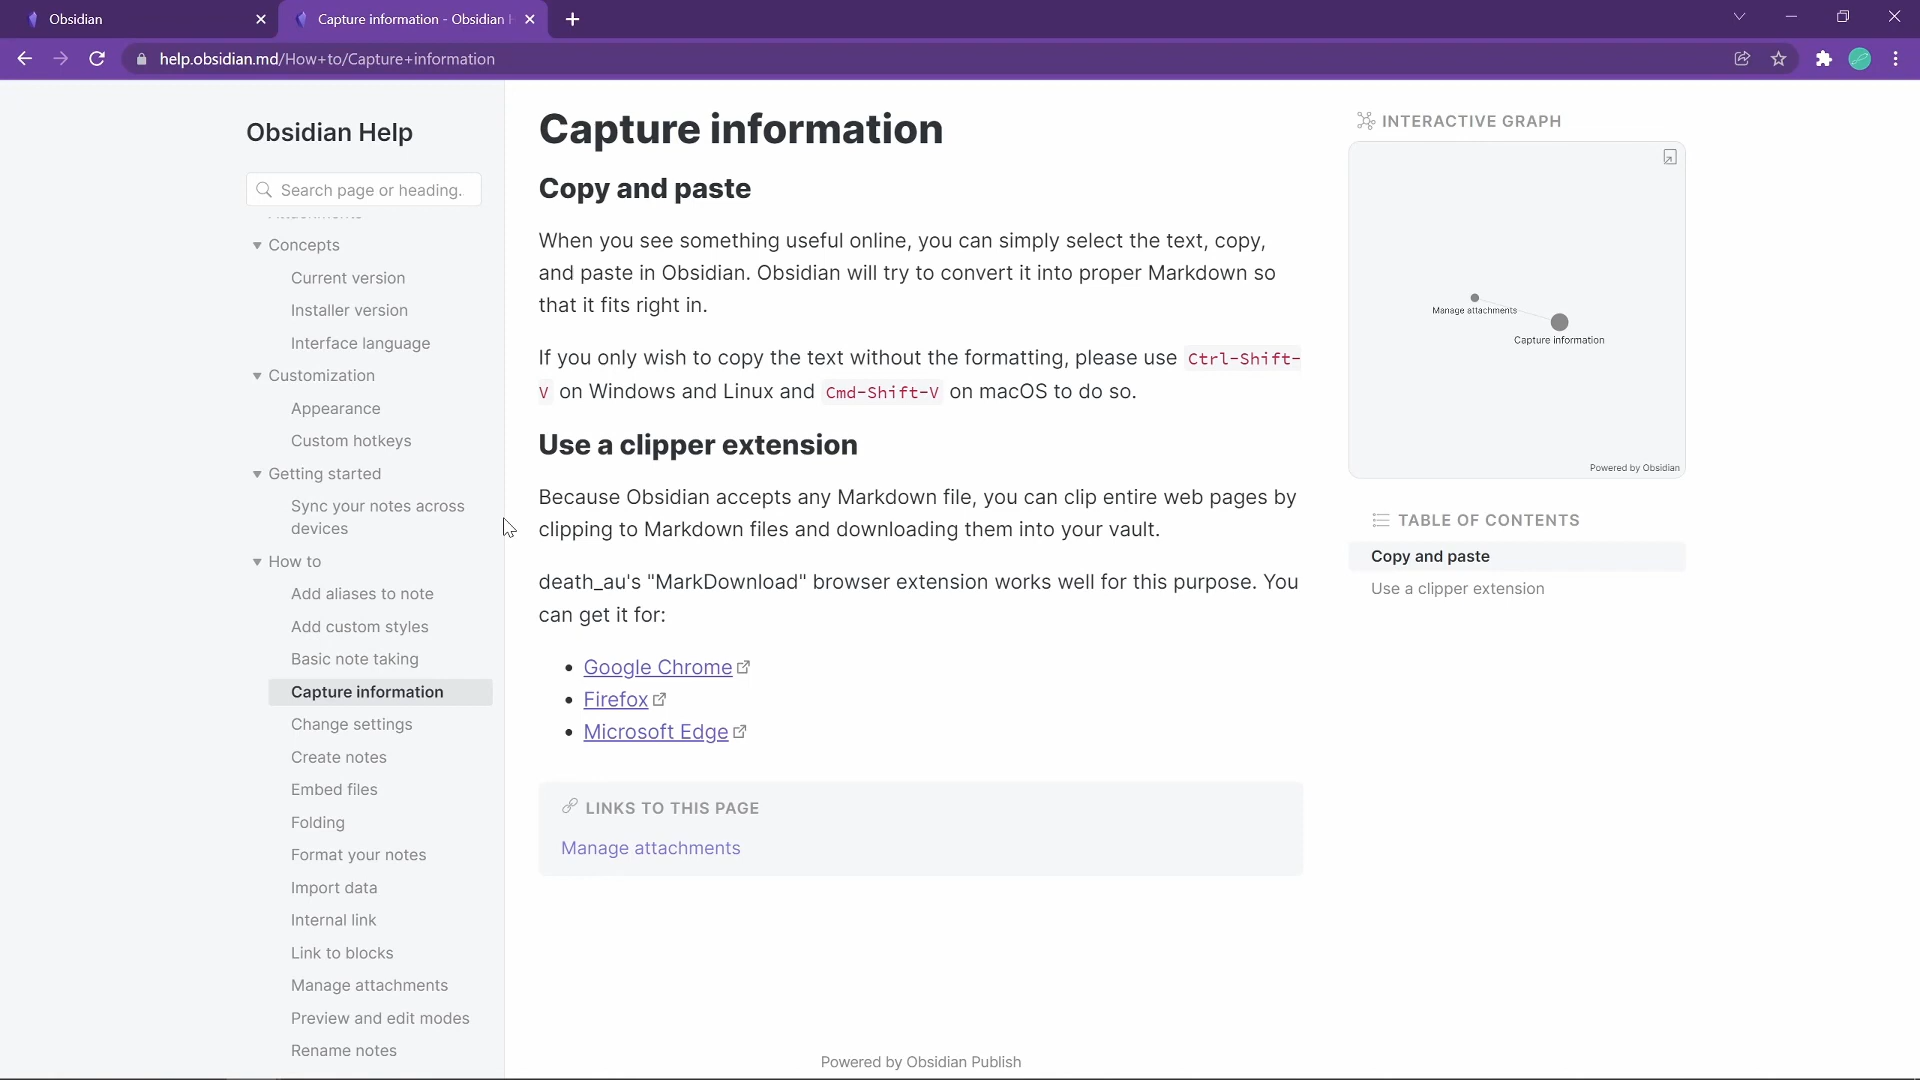 Obsidian
Capture information - Obsidian
help.obsidian.md/How+to/Capture+information
Obsidian Help
Search page or heading.
Concepts
Current version
Installer version
Interface language
Customization
Appearance
Custom hotkeys
Getting started
Sync your notes across
devices
How to
Add aliases to note
Add custom styles
Basic note taking
Capture information
Change settings
Create notes
Embed files
Folding
Format your notes
Import data
Internal link
Link to blocks
Manage attachments
Preview and edit modes
Rename notes
Capture information
Copy and paste
When you see something useful online, you can simply select the text, copy,
and paste in Obsidian. Obsidian will try to convert it into proper Markdown so
that it fits right in.
If you only wish to copy the text without the formatting, please use Ctrl-Shift-
V on Windows and Linux and Cmd-Shift-V on macOS to do so.
Use a clipper extension
Because Obsidian accepts any Markdown file, you can clip entire web pages by
clipping to Markdown files and downloading them into your vault.
death_au's "MarkDownload" browser extension works well for this purpose. You
can get it for:
• Google Chrome
• Firefox
• Microsoft Edge
LINKS TO THIS PAGE
Manage attachments
Powered by Obsidian Publish
INTERACTIVE GRAPH
Manage attachments
Capture information
Powered by Obsidian
TABLE OF CONTENTS
Copy and paste
Use a clipper extension